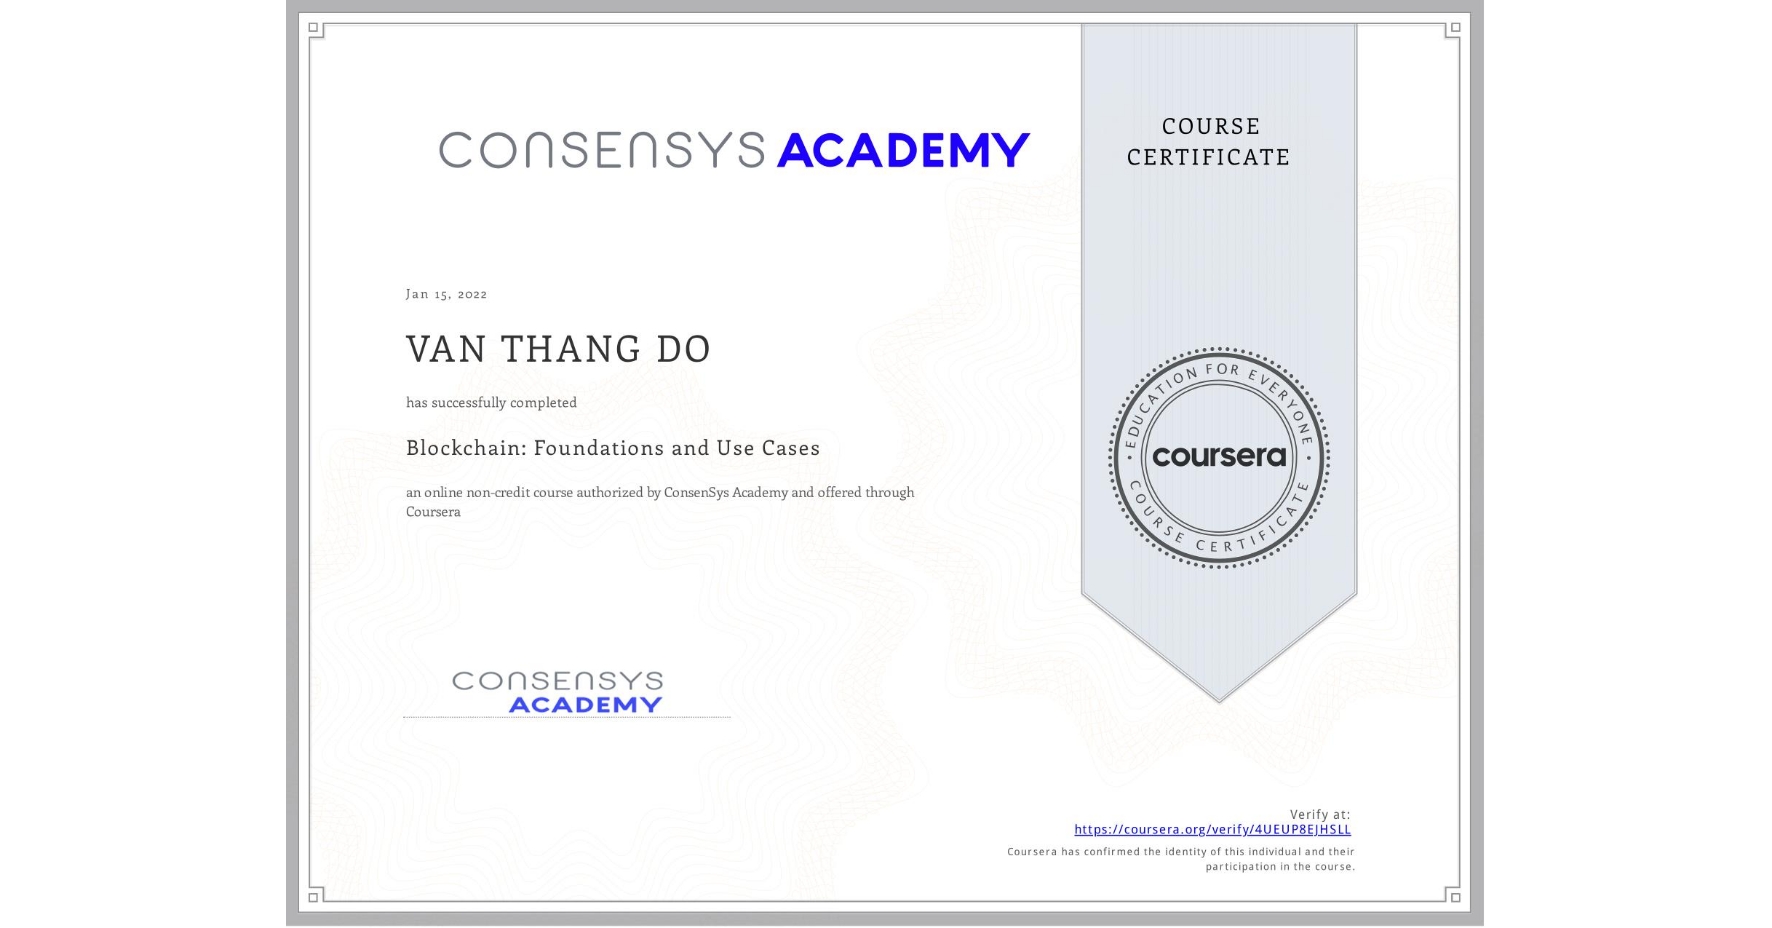 CONSENSYS ACADEMY
COURSE
CERTIFICATE
Jan 15, 2022
VAN THANG DO
has successfully completed
Blockchain: Foundations and Use Cases
an online non-credit course authorized by ConsenSys Academy and offered through
Coursera
EDUCATION FOR EVERYONE
coursera
COURSE CERTIFICATE
CONSENSYS
ACADEMY
Verify at:
https://coursera.org/verify/4UEUP8EJHSLL
Coursera has confirmed the identity of this individual and their
participation in the course.